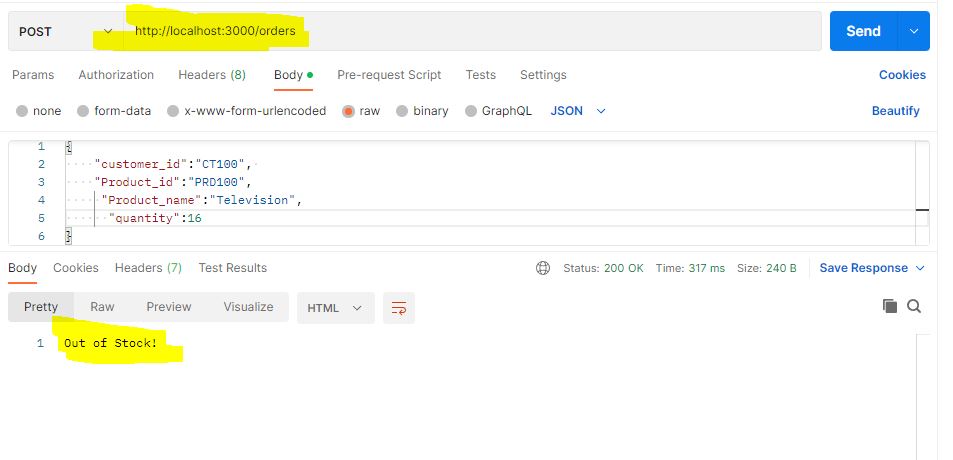 POST http://localhost:3000/orders Send
Params Authorization Headers (8) Body Pre-request Script Tests Settings Cookies
none form-data x-www-form-urlencoded raw binary GraphQL JSON Beautify
1 {
2 "customer_id":"CT100",
3 "Product_id":"PRD100",
4 "Product_name":"Television",
5 "quantity":16
6 }
Body Cookies Headers (7) Test Results Status: 200 OK Time: 317 ms Size: 240 B Save Response
Pretty Raw Preview Visualize HTML
1 Out of Stock!